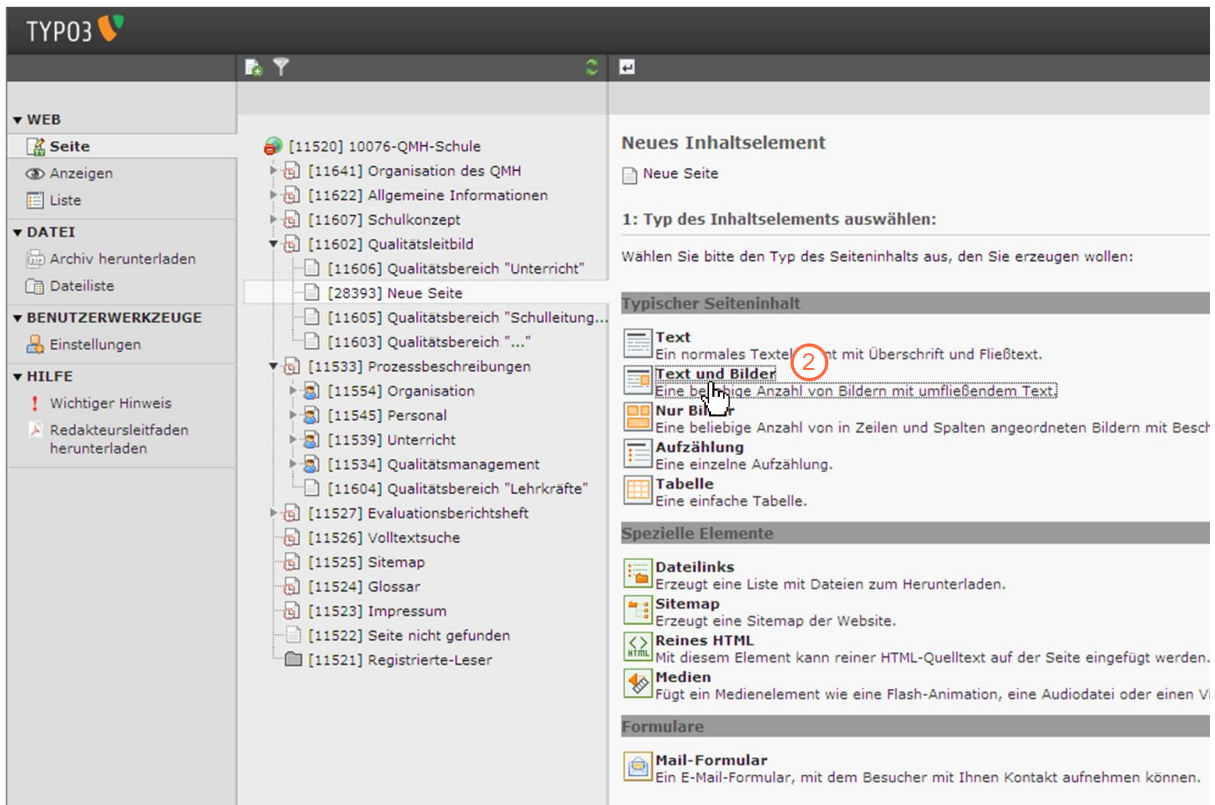 TYPO3
WEB
Seite
Anzeigen
Liste
DATEI
Archiv herunterladen
Dateiliste
BENUTZERWERKZEUGE
Einstellungen
HILFE
Wichtiger Hinweis
Redakteursleitfaden
herunterladen
[11520] 10076-QMH-Schule
[11641] Organisation des QMH
[11622] Allgemeine Informationen
[11607] Schulkonzept
[11602] Qualitätsleitbild
[11606] Qualitätsbereich "Unterricht"
[28393] Neue Seite
[11605] Qualitätsbereich "Schulleitung...
[11603] Qualitätsbereich "..."
[11533] Prozessbeschreibungen
[11554] Organisation
[11545] Personal
[11539] Unterricht
[11534] Qualitätsmanagement
[11604] Qualitätsbereich "Lehrkräfte"
[11527] Evaluationsberichtsheft
[11526] Volltextsuche
[11525] Sitemap
[11524] Glossar
[11523] Impressum
[11522] Seite nicht gefunden
[11521] Registrierte-Leser
Neues Inhaltselement
Neue Seite
1: Typ des Inhaltselements auswählen:
Wählen Sie bitte den Typ des Seiteninhalts aus, den Sie erzeugen wollen:
Typischer Seiteninhalt
Text
Ein normales mit Überschrift und Fließtext.
2
Text und Bilder
Eine beliebige Anzahl von Bildern mit umfließendem Text.
Nur Bilder
Eine beliebige Anzahl von in Zeilen und Spalten angeordneten Bildern mit Besch
Aufzählung
Eine einzelne Aufzählung.
Tabelle
Eine einfache Tabelle.
Spezielle Elemente
Dateilinks
Erzeugt eine Liste mit Dateien zum Herunterladen.
Sitemap
Erzeugt eine Sitemap der Website.
HTML
Reines HTML
Mit diesem Element kann reiner HTML-Quelltext auf der Seite eingefügt werden.
Medien
Fügt ein Medienelement wie eine Flash-Animation, eine Audiodatei oder einen Vi
Formulare
Mail-Formular
Ein E-Mail-Formular, mit dem Besucher mit Ihnen Kontakt aufnehmen können.